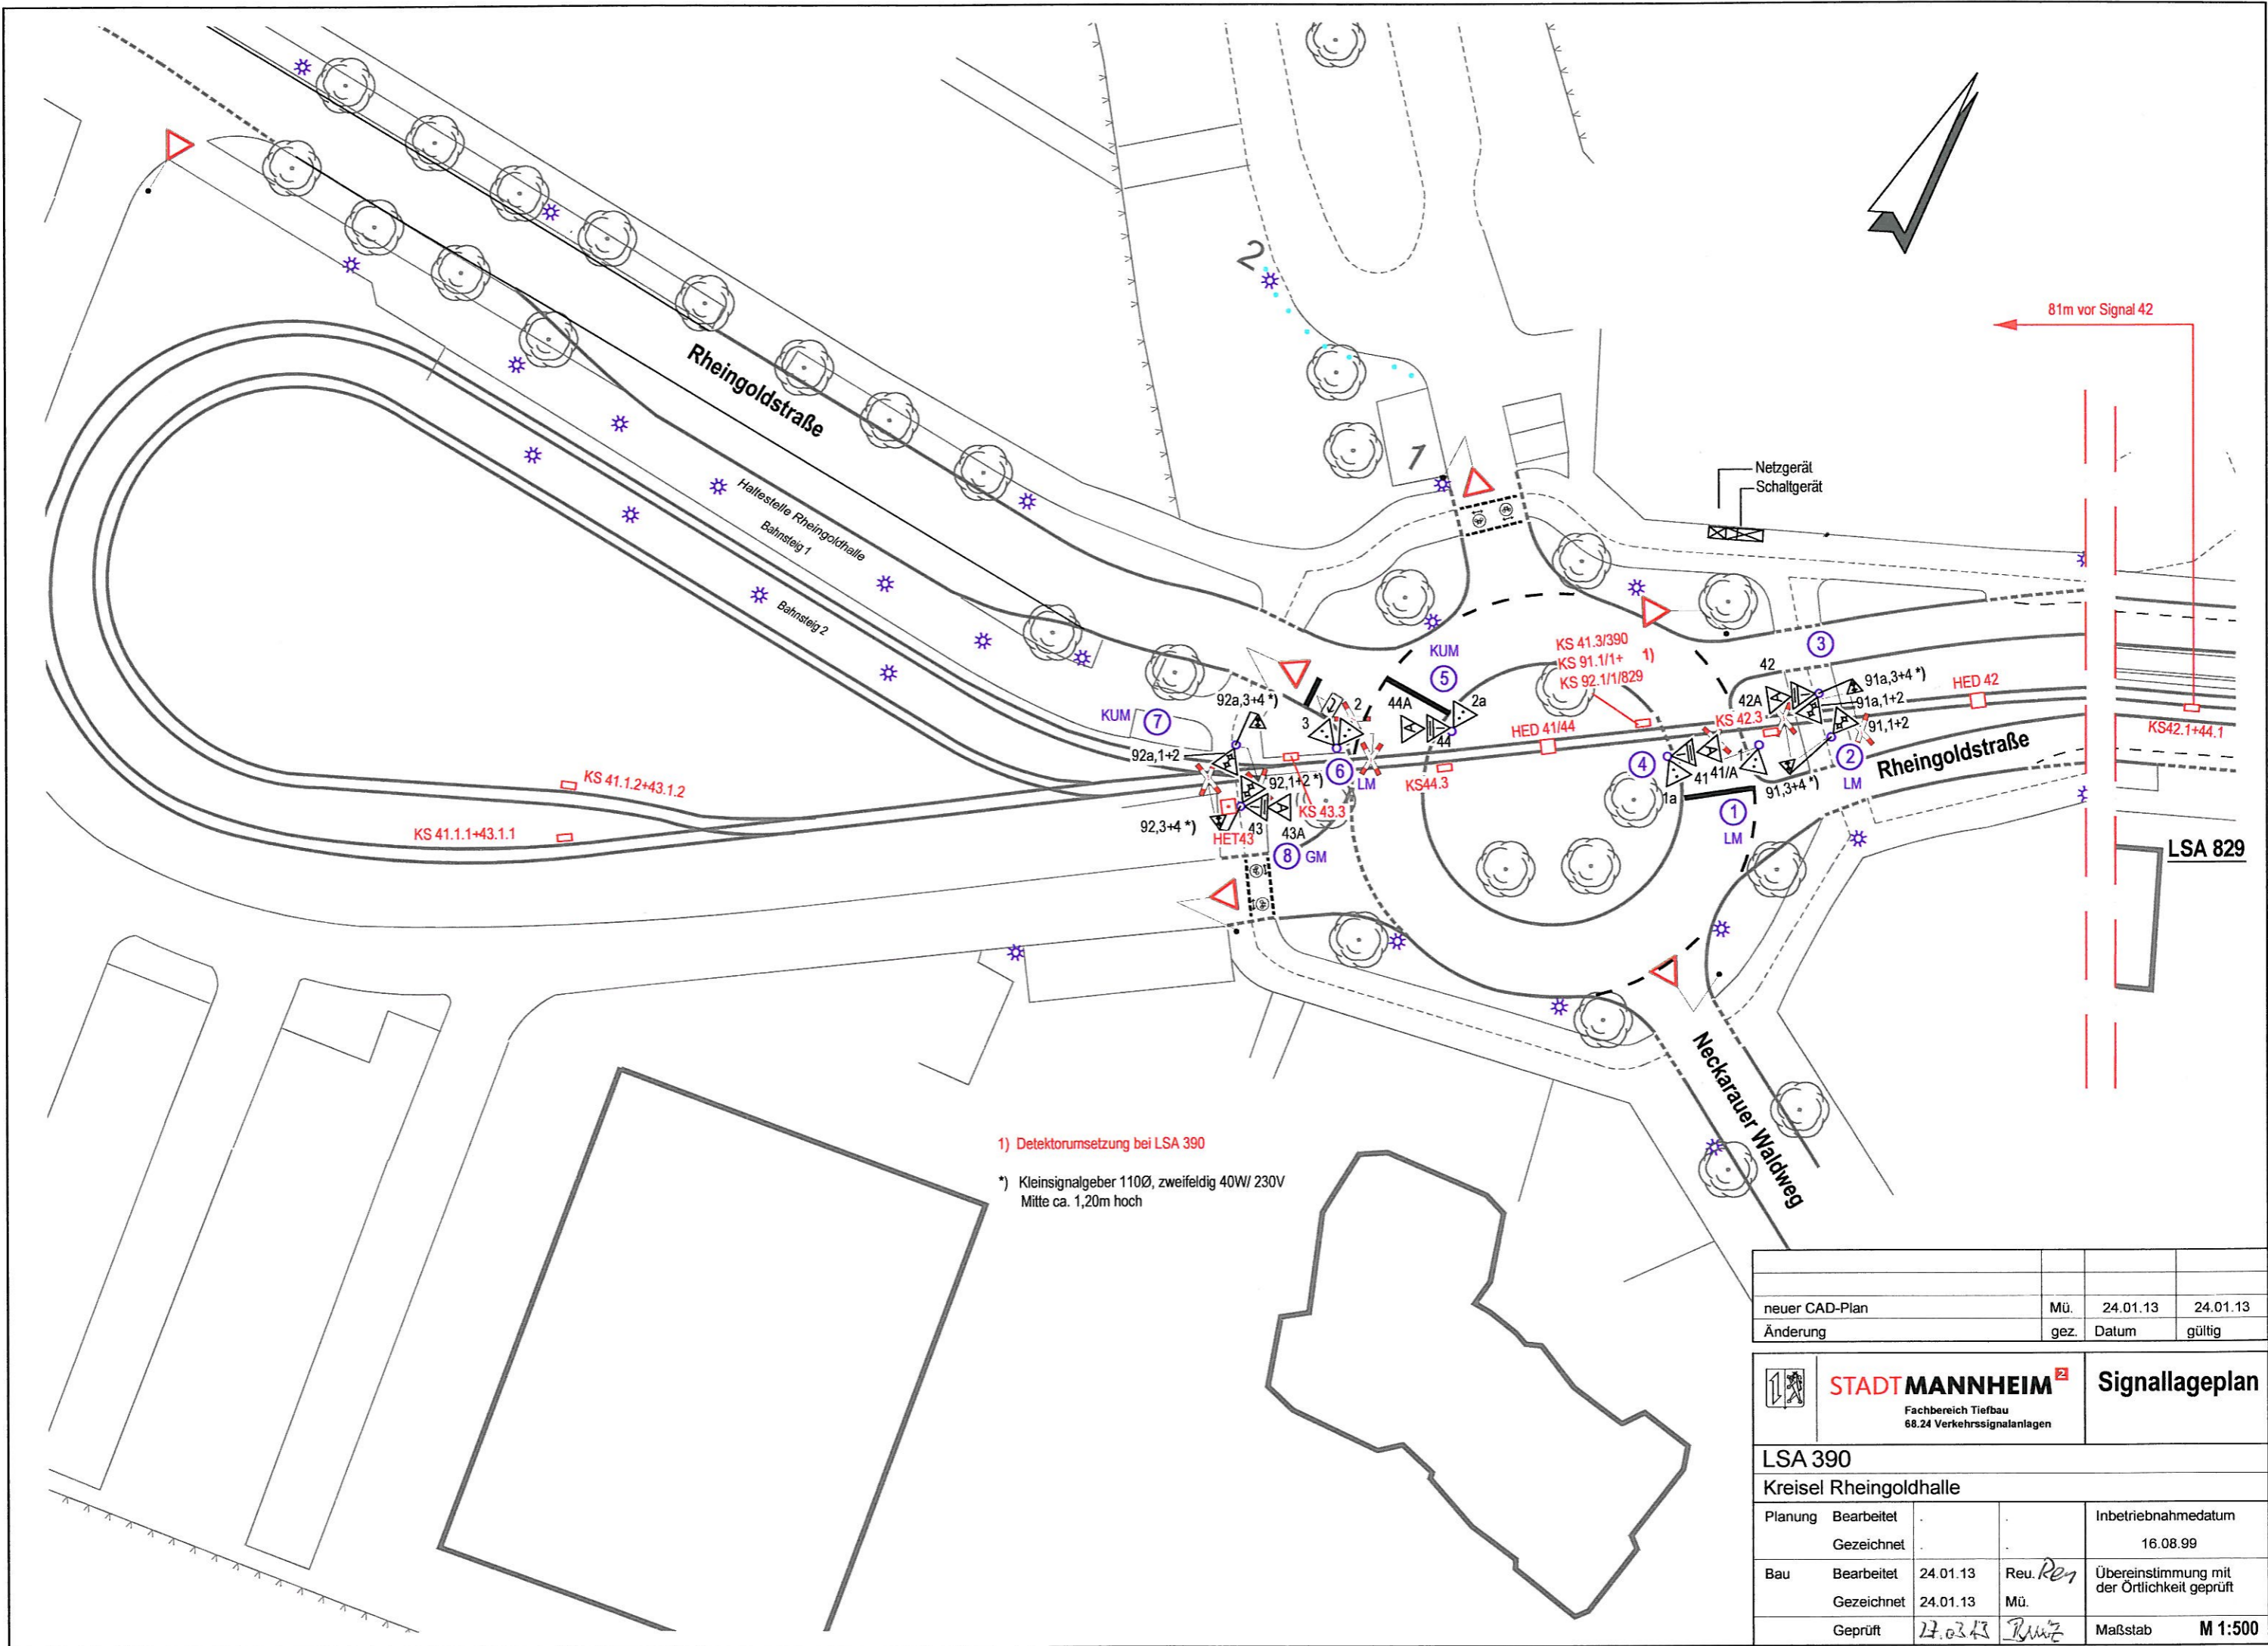 2
81m vor Signal 42
Rheingoldstraße
1
Netzgerät
Schaltgerät
Haltestelle Rheingoldhalle
Bahnsteig 1
Bahnsteig 2
KS 41.3/390
KS 91.1/1+ 1)
KS 92.1/1/829
KUM
5
3
42
91a,3+4 *)
91a,1+2
42A
HED 42
91,1+2
KS 42.3
KS42.1+44.1
92a,3+4 *)
2
2a
44A
3
44
HED 41/44
KUM 7
92a,1+2
6
LM
KS44.3
4
41 41/A
1
1a
91,3+4 *)
2
LM
Rheingoldstraße
92,1+2 *)
KS 43.3
KS 41.1.2+43.1.2
KS 41.1.1+43.1.1
92,3+4 *)
HET43
43
43A
8 GM
1
LM
LSA 829
Neckarauer Waldweg
1) Detektorumsetzung bei LSA 390
*) Kleinsignalgeber 110Ø, zweifeldig 40W/ 230V
Mitte ca. 1,20m hoch
neuer CAD-Plan Mü. 24.01.13 24.01.13
Änderung gez. Datum gültig
STADTMANNHEIM2
Fachbereich Tiefbau
68.24 Verkehrssignalanlagen
Signallageplan
LSA 390
Kreisel Rheingoldhalle
Planung Bearbeitet . . Inbetriebnahmedatum
Gezeichnet . . 16.08.99
Bau Bearbeitet 24.01.13 Reu. Übereinstimmung mit
der Örtlichkeit geprüft
Gezeichnet 24.01.13 Mü.
Geprüft 27.03.13 Maßstab M 1:500